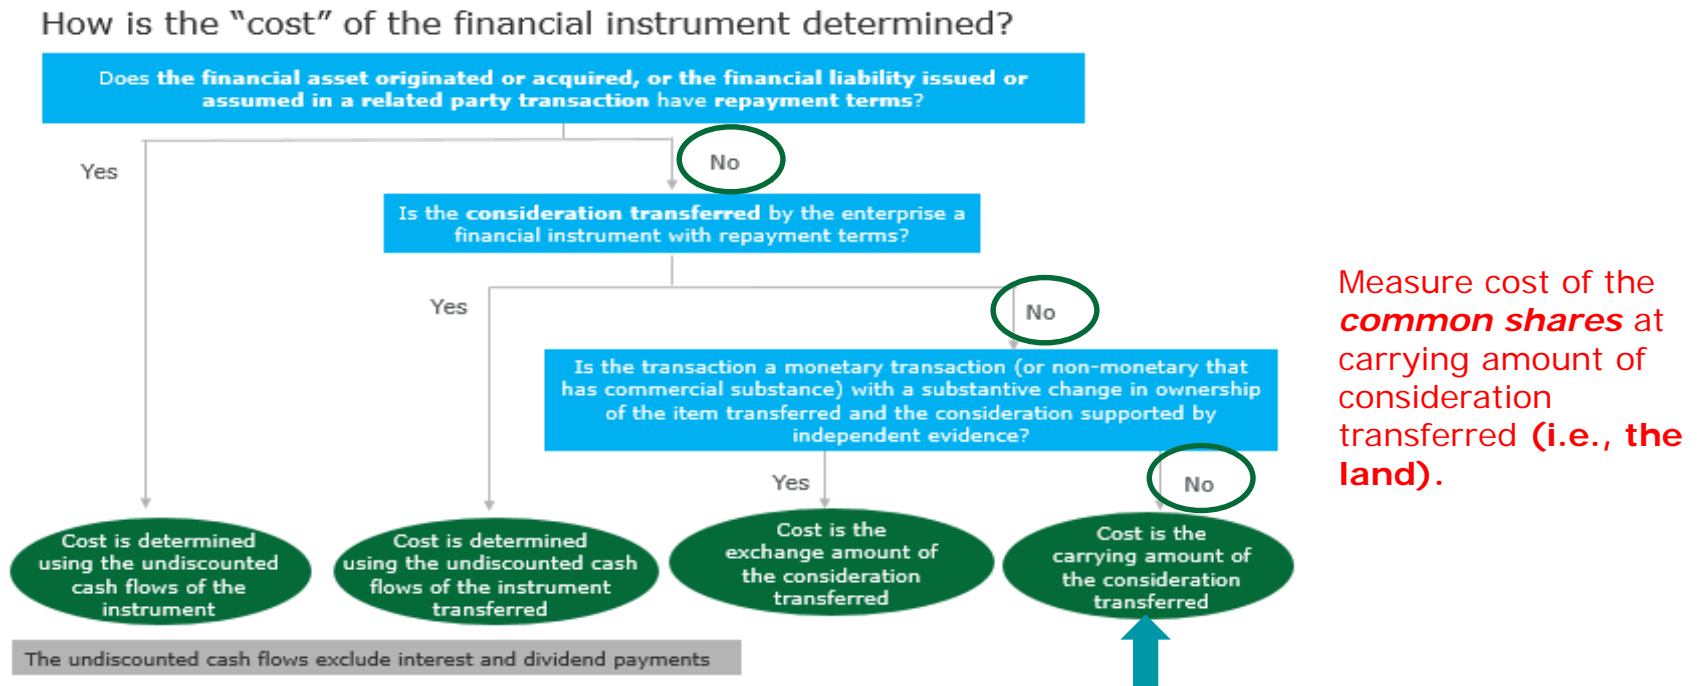 How is the “cost” of the financial instrument determined?
Does the financial asset originated or acquired, or the financial liability issued or
assumed in a related party transaction have repayment terms?
Yes
No
Is the consideration transferred by the enterprise a
financial instrument with repayment terms?
Yes
No
Is the transaction a monetary transaction (or non-monetary that
has commercial substance) with a substantive change in ownership
of the item transferred and the consideration supported by
independent evidence?
Yes
No
Cost is determined
using the undiscounted
cash flows of the
instrument
Cost is determined
using the undiscounted cash
flows of the instrument
transferred
Cost is the
exchange amount of
the consideration
transferred
Cost is the
carrying amount of
the consideration
transferred
The undiscounted cash flows exclude interest and dividend payments
Measure cost of the
common shares at
carrying amount of
consideration
transferred (i.e., the
land).